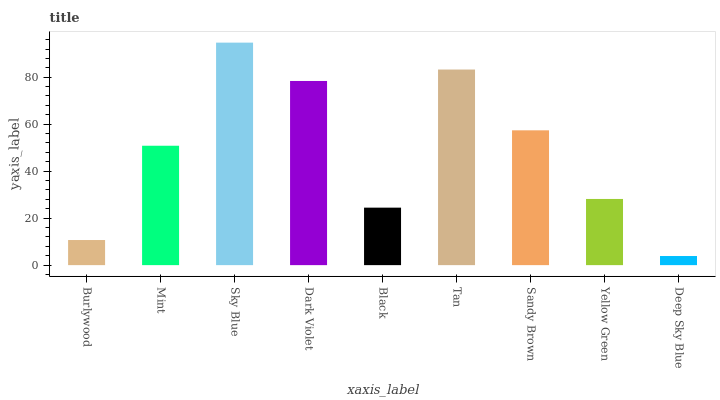 title
yaxis_label
80
60
40
20
0
Burlywood
Mint
Sky Blue
Dark Violet
Black
Tan
Sandy Brown
Yellow Green
Deep Sky Blue
xaxis_label